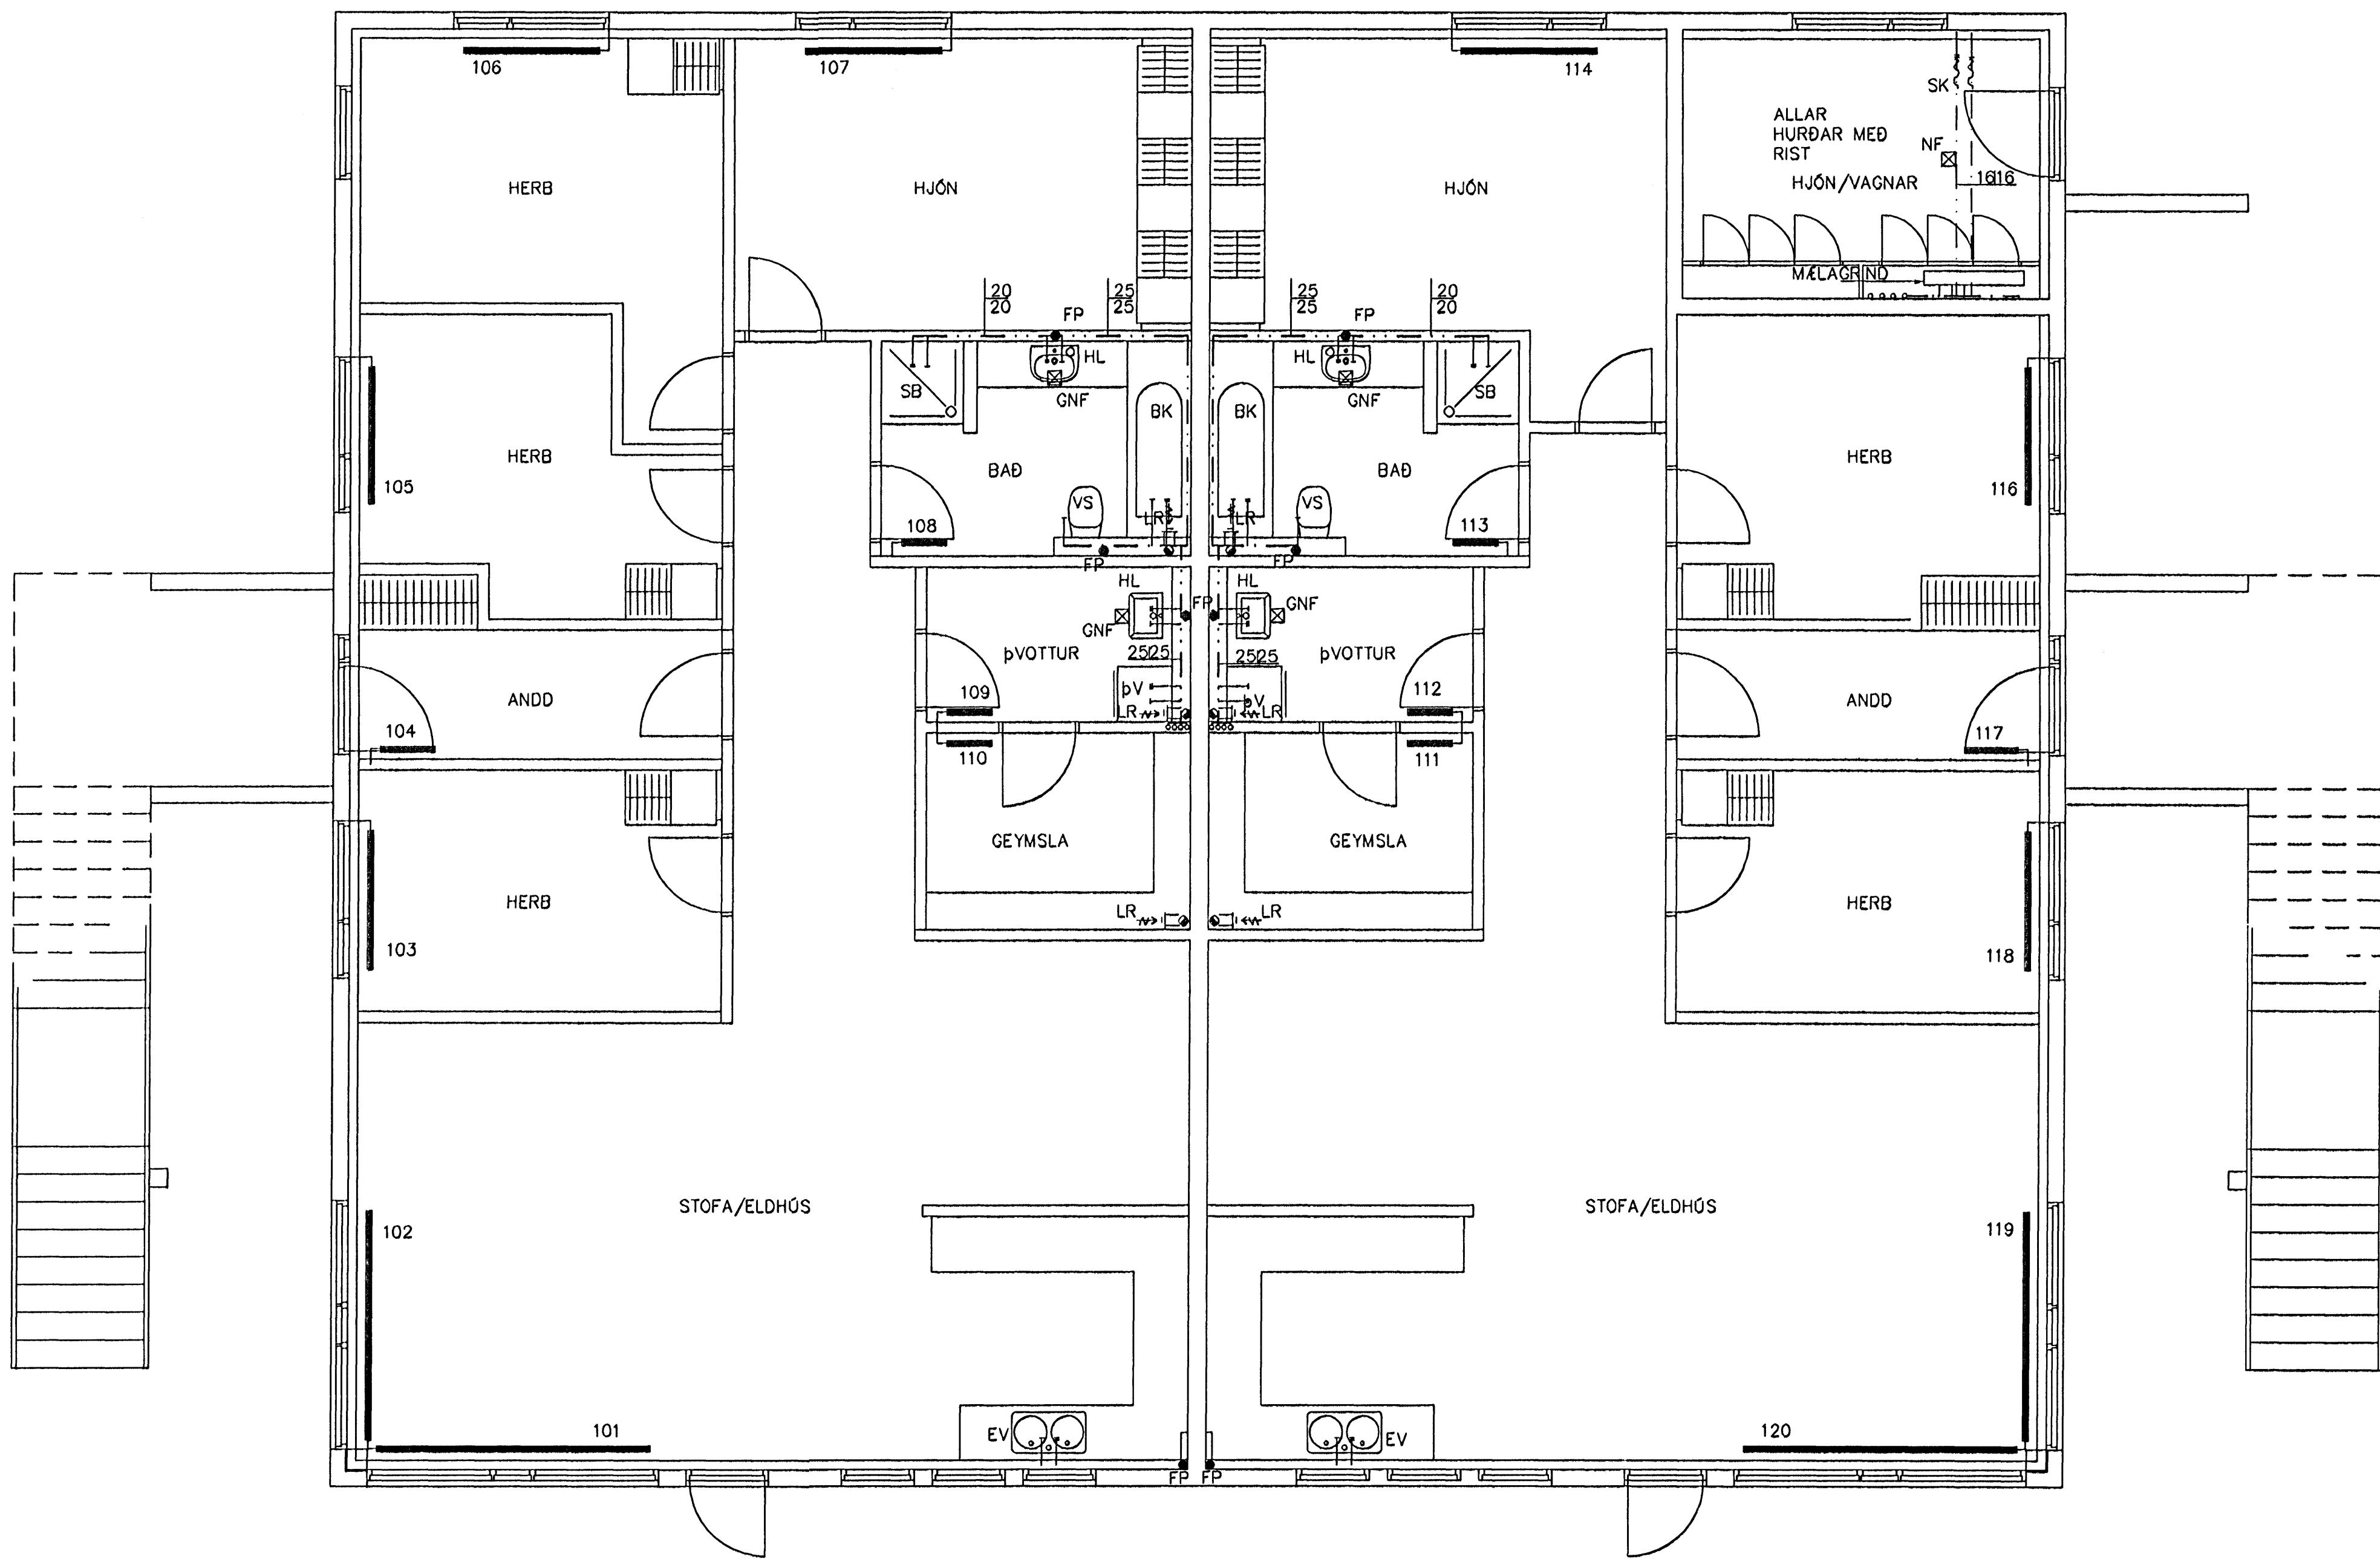 106
107
114
SK
ALLAR
HURÐAR MEÐ
RIST
NF
HJÓN/VAGNAR
1616
HERB
HJÓN
HJÓN
MÆLAGRIND
20
20
25
25
FP
25
25
FP
20
20
HL
HL
SB
GNF
BK
BK
GNF
SB
105
HERB
BAÐ
BAÐ
HERB
116
VS
VS
108
LR
LR
113
FP
FP
HL
FP
HL
GNF
GNF
ÞVOTTUR
2525
2525
ÞVOTTUR
104
ANDD
109
ÞV
LR
ÞV
LR
112
ANDD
117
110
111
GEYMSLA
GEYMSLA
HERB
HERB
LR
LR
103
118
102
STOFA/ELDHÚS
STOFA/ELDHÚS
119
101
EV
EV
120
FP
FP